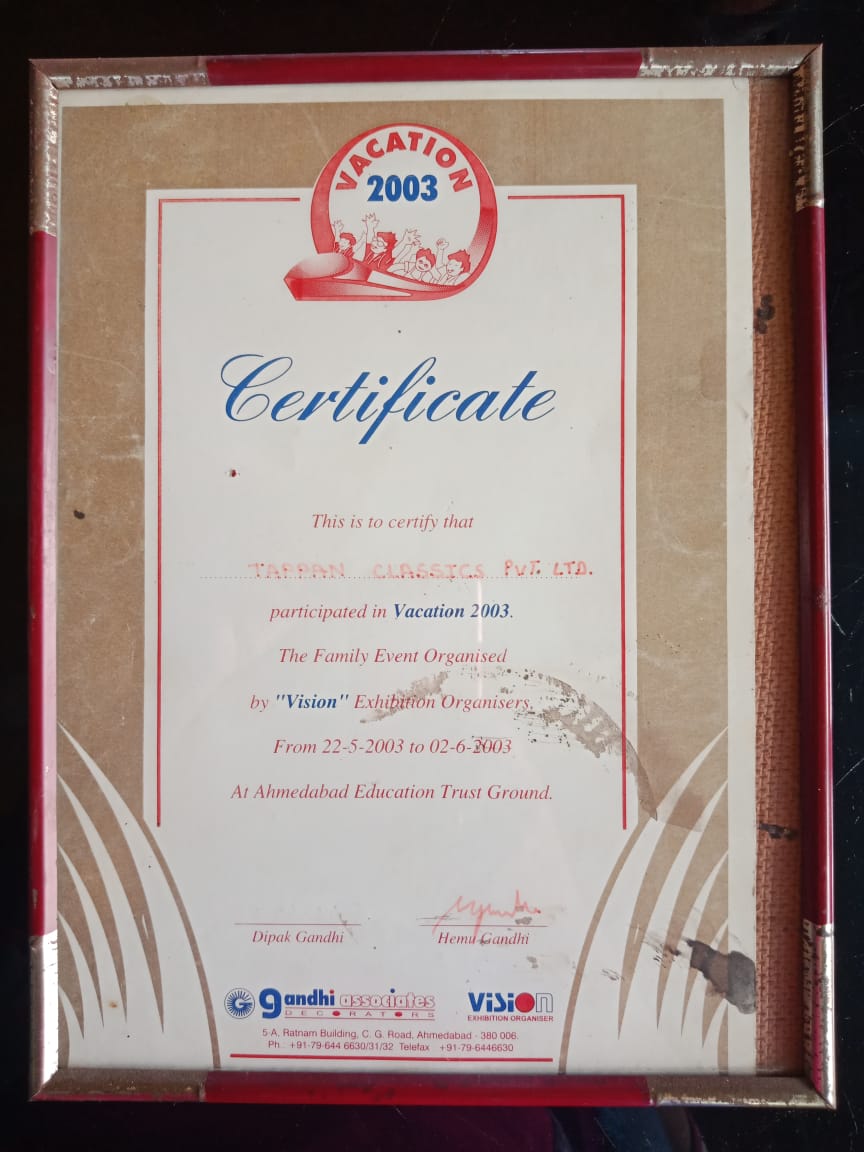 VACATION
2003
Certificate
This is to certify that
TAPPAN CLASSICS PVT. LTD.
participated in Vacation 2003.
The Family Event Organised
by "Vision" Exhibition Organisers,
From 22-5-2003 to 02-6-2003
At Ahmedabad Education Trust Ground.
Dipak Gandhi Hemu Gandhi
G gandhi associates VISION
DECORATORS EXHIBITION ORGANISER
5-A, Ratnam Building, C. G. Road, Ahmedabad - 380 006.
Ph.: +91-79-644 6630/31/32 Telefax +91-79-6446630